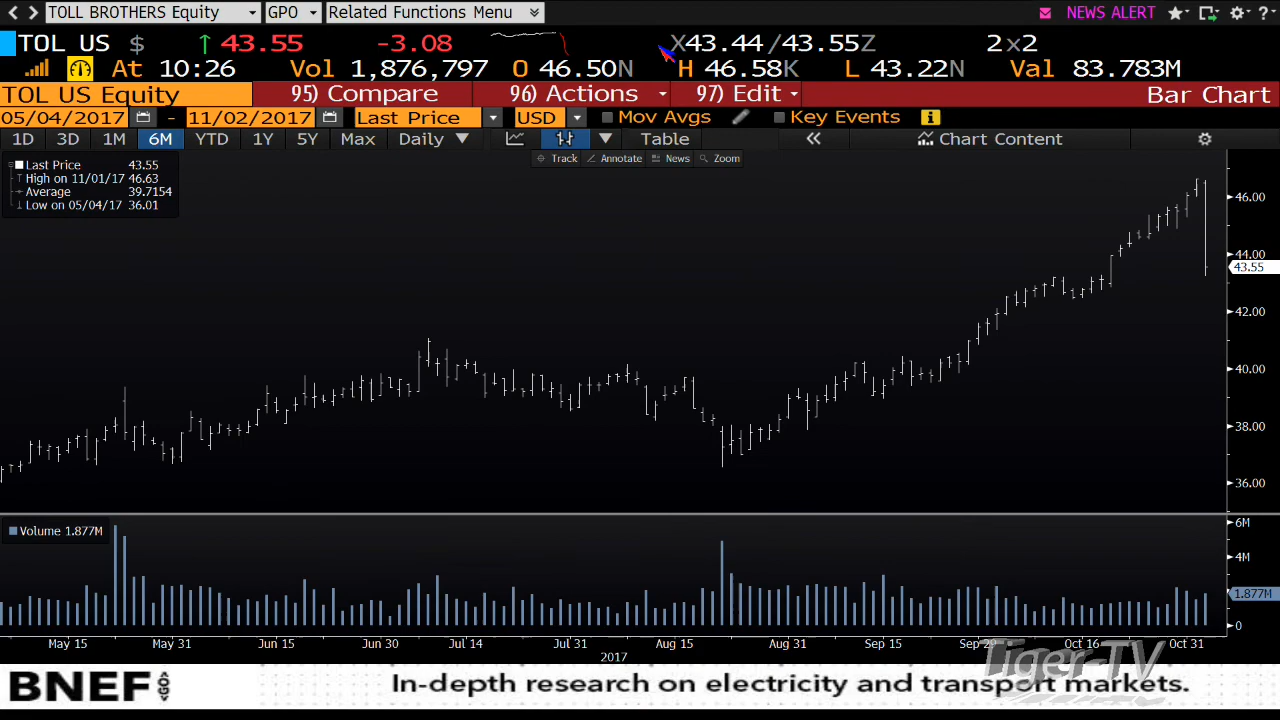 TOLL BROTHERS Equity GPO Related Functions Menu NEWS ALERT
TOL US $ ↑ 43.55 -3.08 X43.44/43.55Z 2x2
At 10:26 Vol 1,876,797 O 46.50N H 46.58K L 43.22N Val 83.783M
TOL US Equity 95) Compare 96) Actions 97) Edit Bar Chart
05/04/2017 - 11/02/2017 Last Price USD Mov Avgs Key Events
1D 3D 1M 6M YTD 1Y 5Y Max Daily Table « Chart Content
Track Annotate News Zoom
Last Price 43.55
High on 11/01/17 46.63
Average 39.7154
Low on 05/04/17 36.01
46.00
44.00
43.55
42.00
40.00
38.00
36.00
Volume 1.877M
6M
4M
1.877M
0
May 15 May 31 Jun 15 Jun 30 Jul 14 Jul 31 Aug 15 Aug 31 Sep 15 Sep 29 Oct 16 Oct 31
2017
Tiger-TV
BNEF In-depth research on electricity and transport markets.